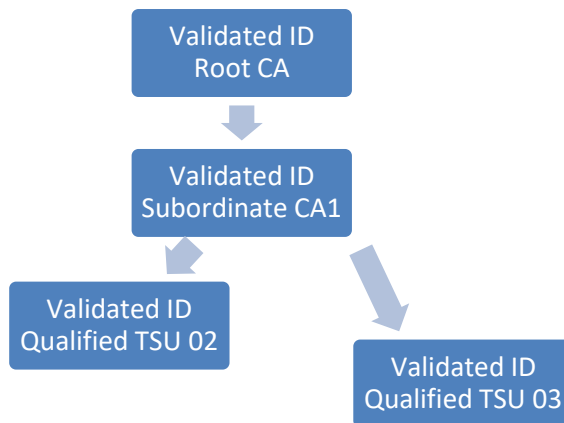 Validated ID
Root CA
Validated ID
Subordinate CA1
Validated ID
Qualified TSU 02
Validated ID
Qualified TSU 03